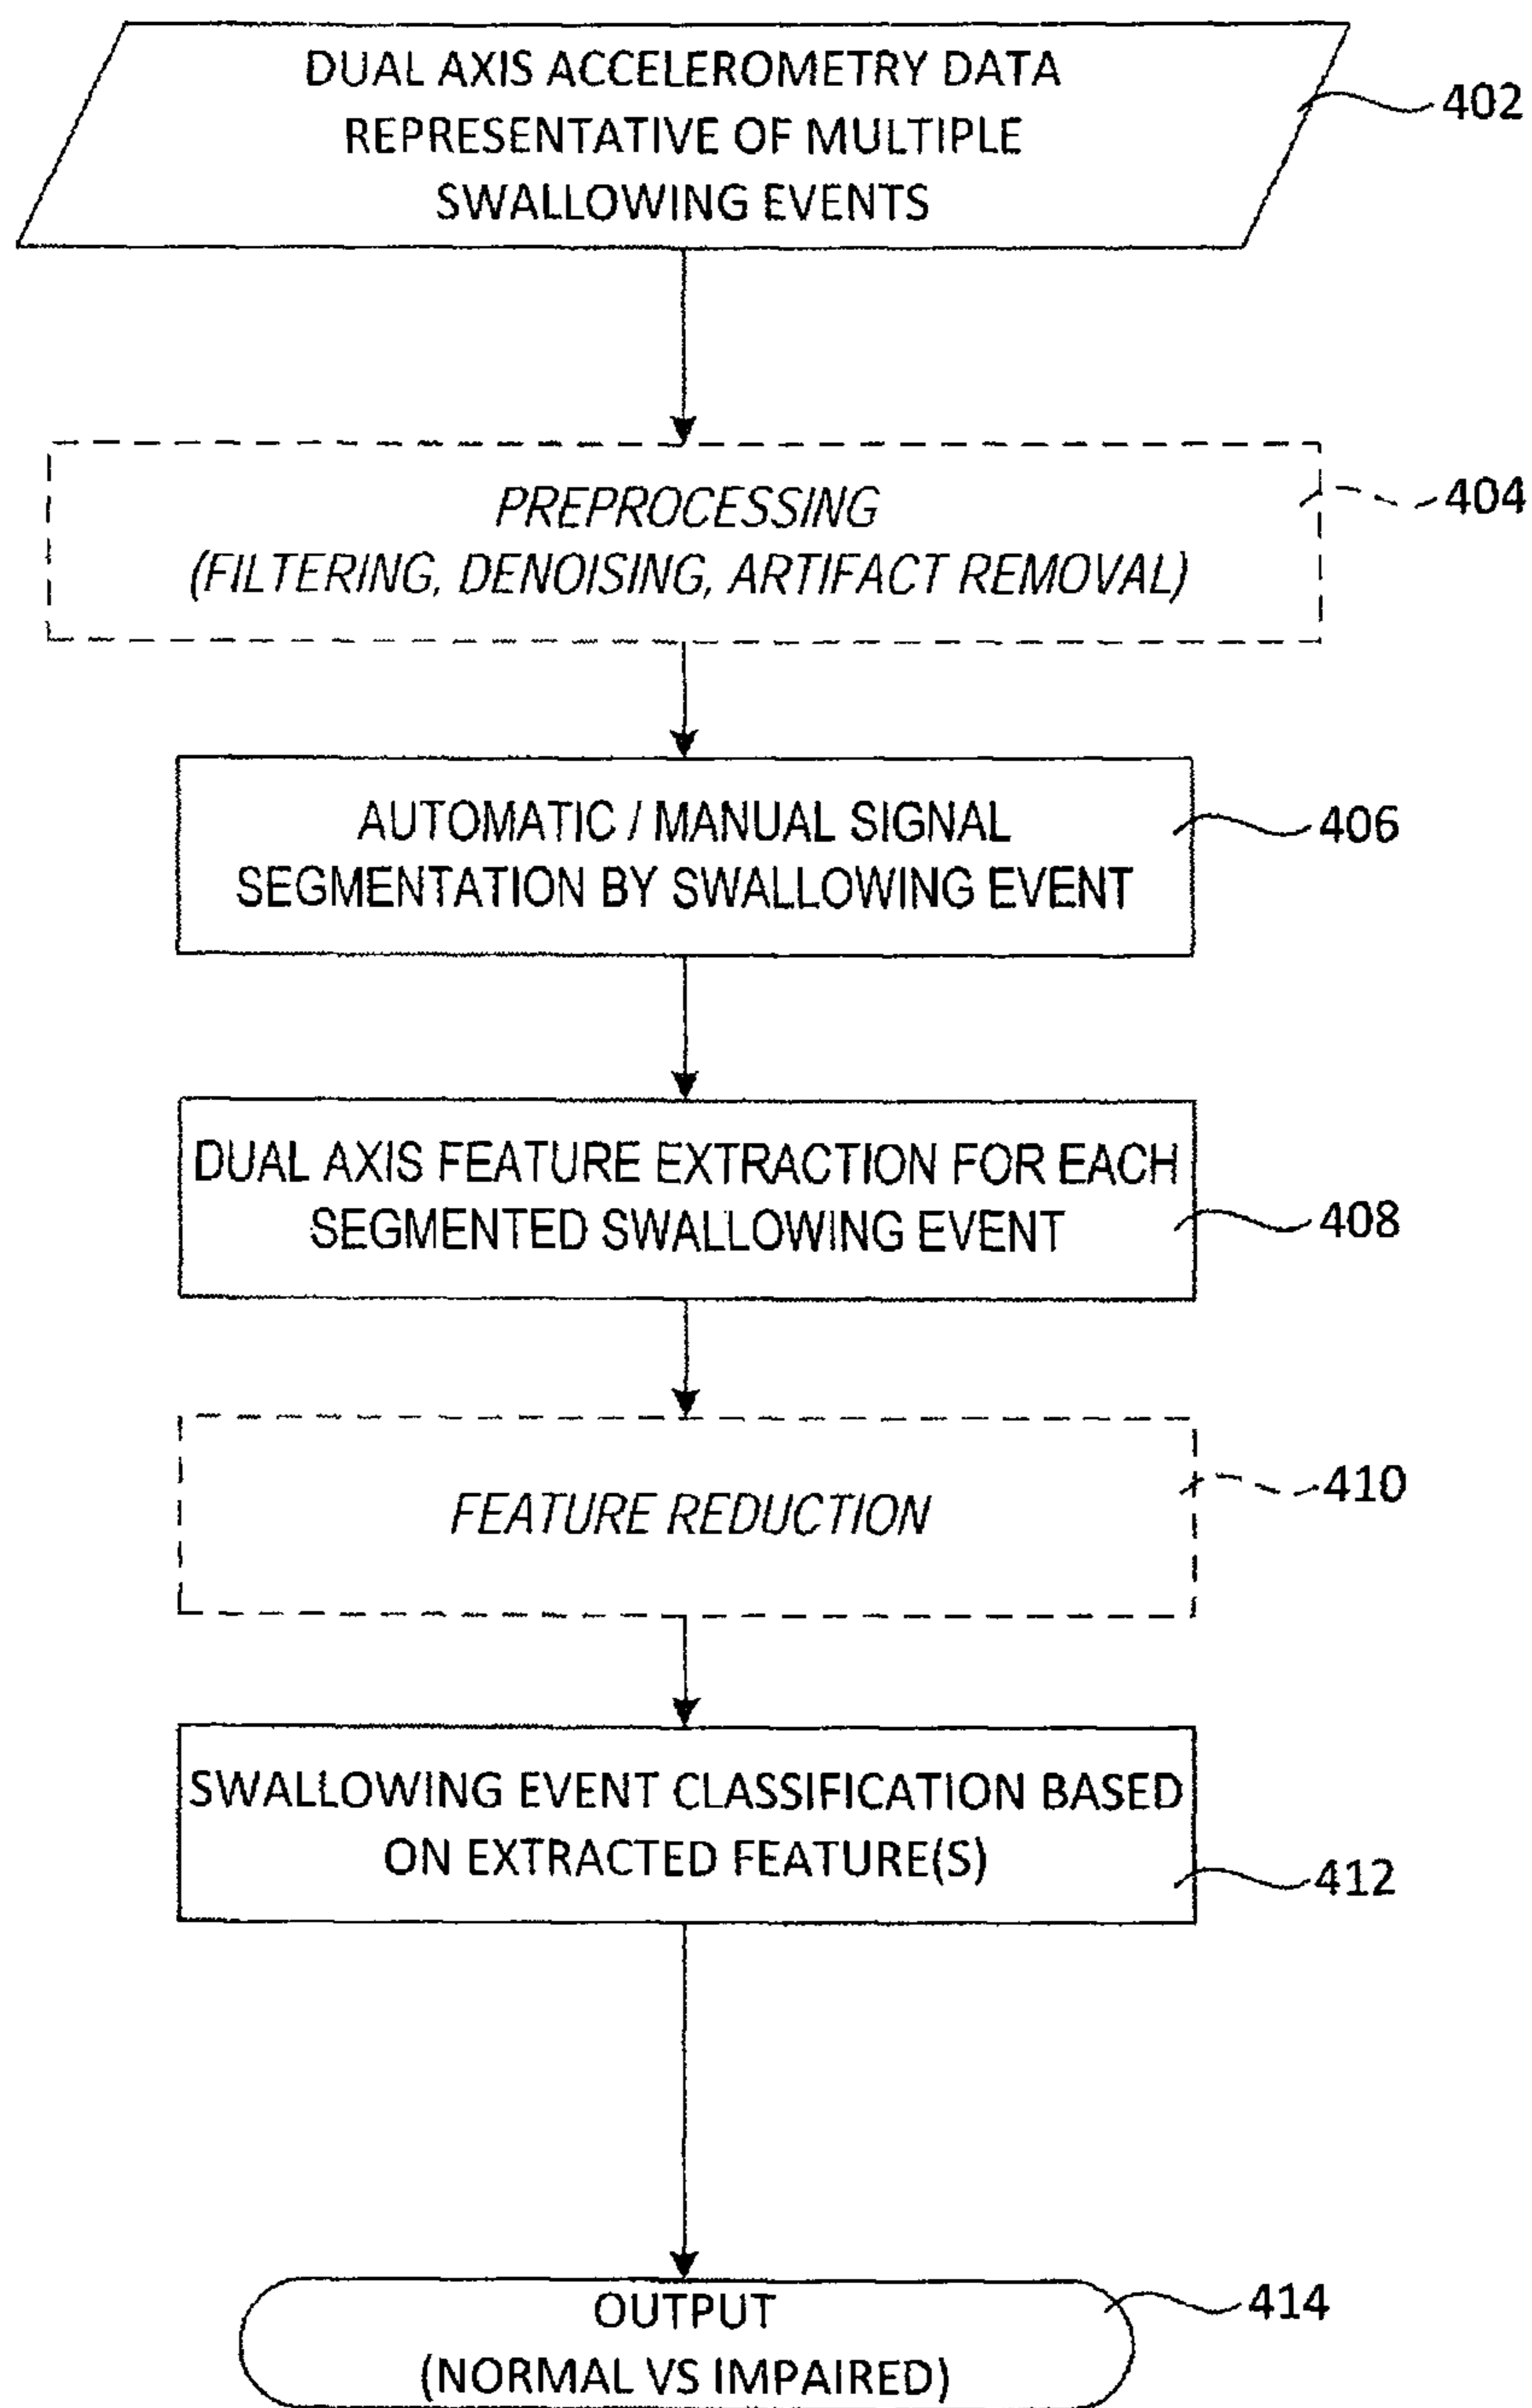 DUAL AXIS ACCELEROMETRY DATA
REPRESENTATIVE OF MULTIPLE
SWALLOWING EVENTS
402
PREPROCESSING
(FILTERING, DENOISING, ARTIFACT REMOVAL)
404
AUTOMATIC / MANUAL SIGNAL
SEGMENTATION BY SWALLOWING EVENT
406
DUAL AXIS FEATURE EXTRACTION FOR EACH
SEGMENTED SWALLOWING EVENT
408
FEATURE REDUCTION
410
SWALLOWING EVENT CLASSIFICATION BASED
ON EXTRACTED FEATURE(S)
412
OUTPUT
(NORMAL VS IMPAIRED)
414